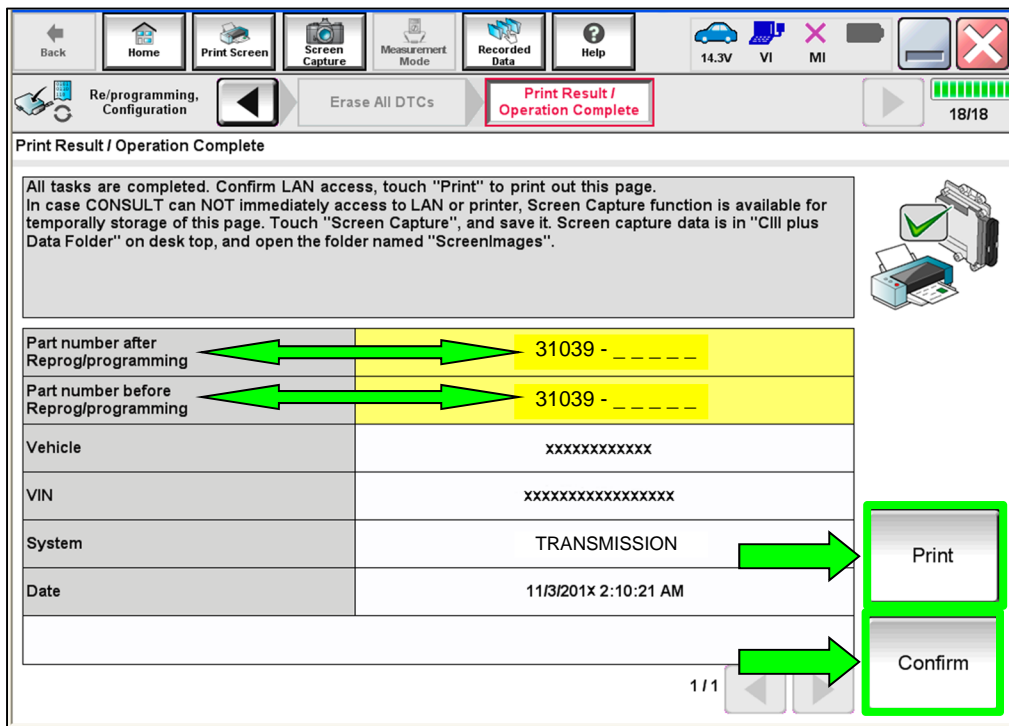 Back
Home
Print Screen
Screen
Capture
Measurement
Mode
Recorded
Data
?
Help
14.3V
VI
MI
Re/programming,
Configuration
Erase All DTCs
Print Result /
Operation Complete
18/18
Print Result / Operation Complete
All tasks are completed. Confirm LAN access, touch "Print" to print out this page.
In case CONSULT can NOT immediately access to LAN or printer, Screen Capture function is available for
temporally storage of this page. Touch "Screen Capture", and save it. Screen capture data is in "CIII plus
Data Folder" on desk top, and open the folder named "ScreenImages".
Part number after
Reprog/programming
31039 - _ _ _ _ _
Part number before
Reprog/programming
31039 - _ _ _ _ _
Vehicle
xxxxxxxxxxxx
VIN
xxxxxxxxxxxxxxxxx
System
TRANSMISSION
Print
Date
11/3/201X 2:10:21 AM
Confirm
1 / 1